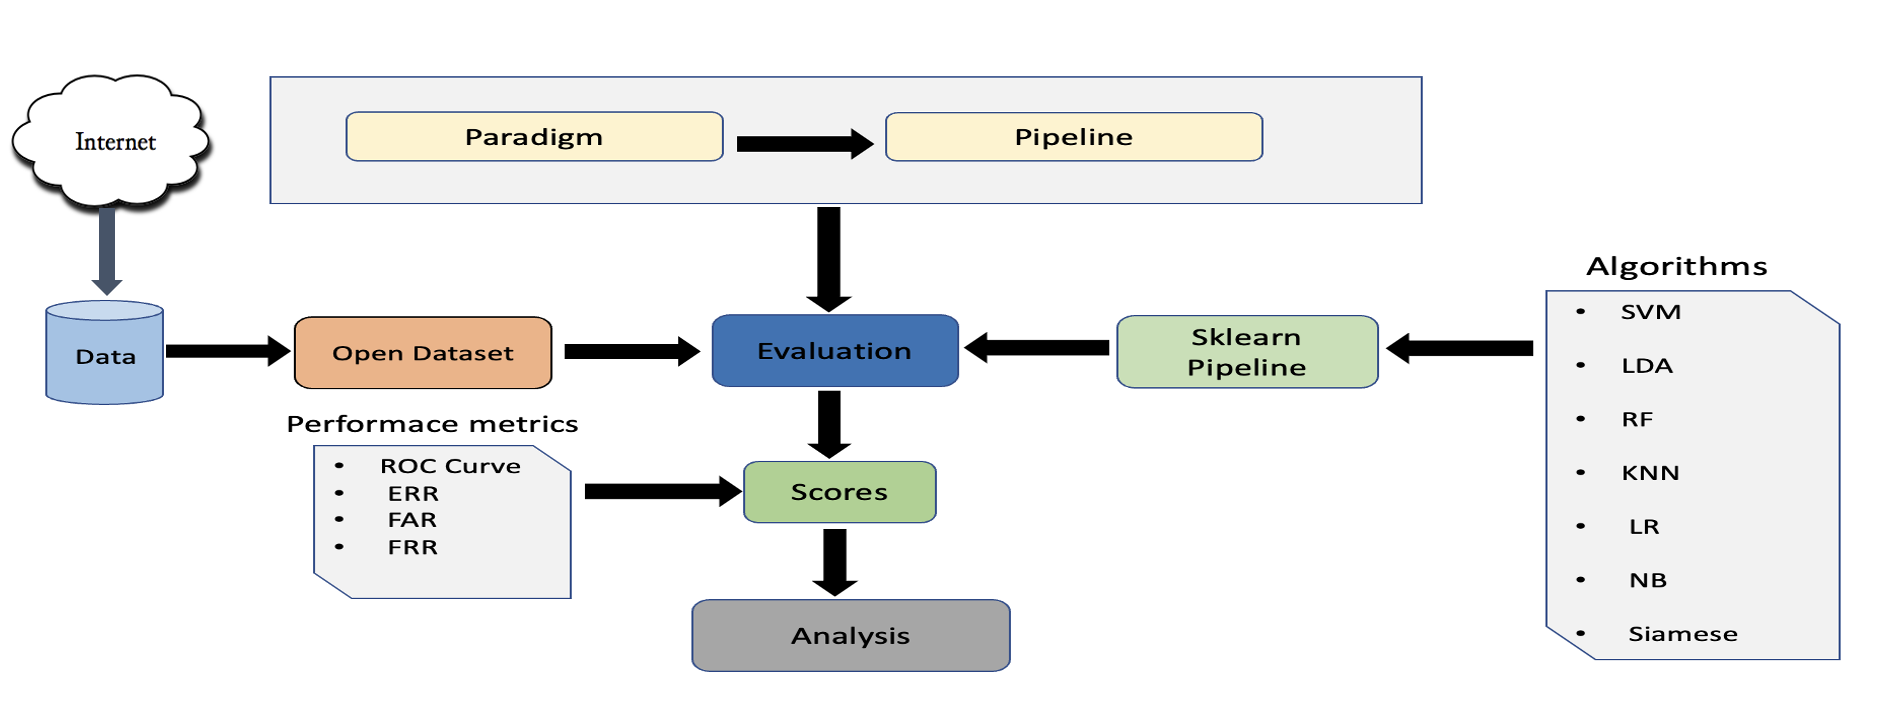 Internet
Paradigm
Pipeline
Data
Open Dataset
Evaluation
Sklearn
Pipeline
Algorithms
• SVM
• LDA
• RF
• KNN
• LR
• NB
• Siamese
Performace metrics
• ROC Curve
• ERR
• FAR
• FRR
Scores
Analysis